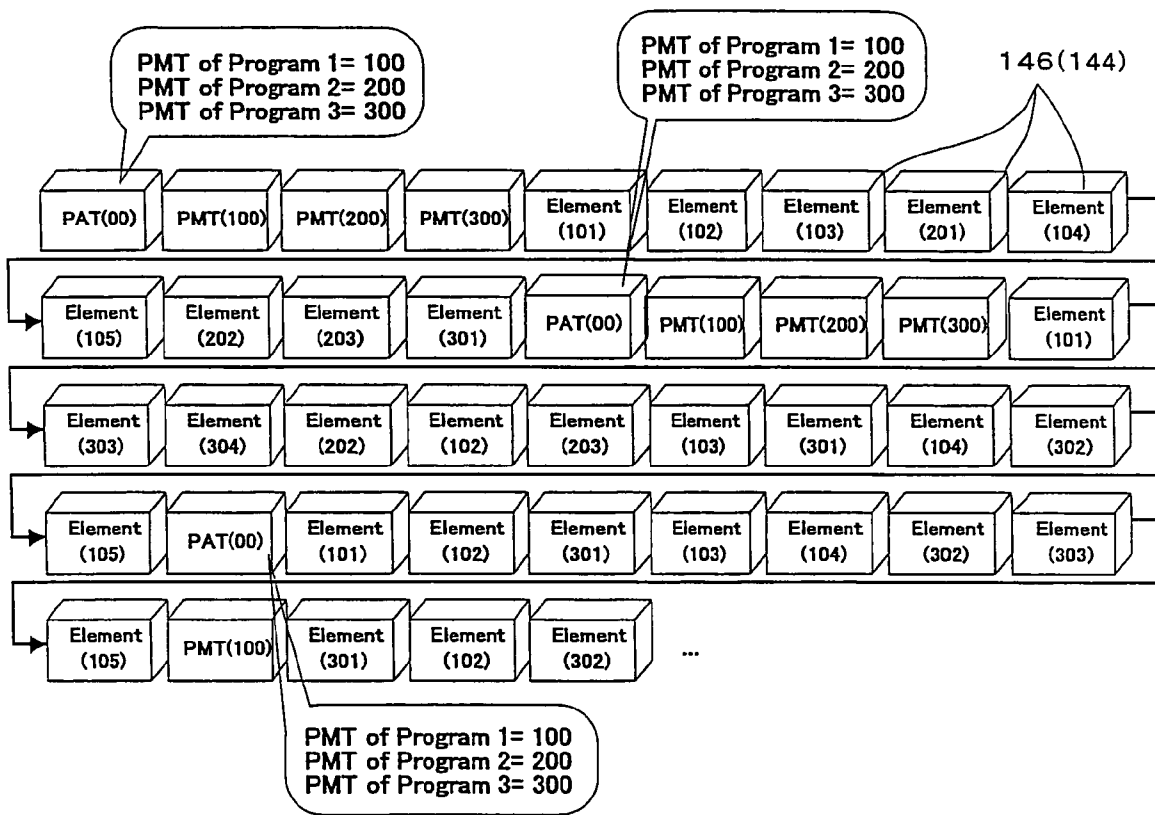 PMT of Program 1= 100
PMT of Program 2= 200
PMT of Program 3= 300
PMT of Program 1= 100
PMT of Program 2= 200
PMT of Program 3= 300
146(144)
PAT(00) PMT(100) PMT(200) PMT(300) Element (101) Element (102) Element (103) Element (201) Element (104)
Element (105) Element (202) Element (203) Element (301) PAT(00) PMT(100) PMT(200) PMT(300) Element (101)
Element (303) Element (304) Element (202) Element (102) Element (203) Element (103) Element (301) Element (104) Element (302)
Element (105) PAT(00) Element (101) Element (102) Element (301) Element (103) Element (104) Element (302) Element (303)
Element (105) PMT(100) Element (301) Element (102) Element (302) ...
PMT of Program 1= 100
PMT of Program 2= 200
PMT of Program 3= 300